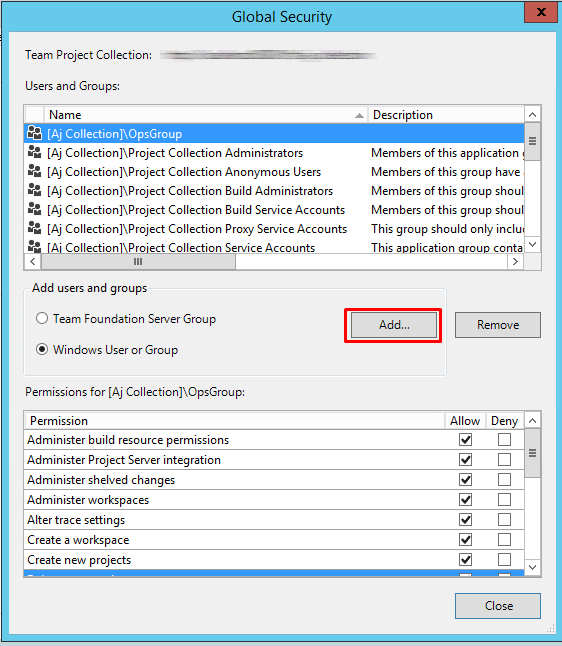 Global Security
Team Project Collection:
Users and Groups:
Name Description
[Aj Collection]\OpsGroup
[Aj Collection]\Project Collection Administrators Members of this application
[Aj Collection]\Project Collection Anonymous Users Members of this group have
[Aj Collection]\Project Collection Build Administrators Members of this group shoul
[Aj Collection]\Project Collection Build Service Accounts Members of this group shoul
[Aj Collection]\Project Collection Proxy Service Accounts This group should only inclu
[Aj Collection]\Project Collection Service Accounts This application group conta
Add users and groups
Team Foundation Server Group
Add...
Remove
Windows User or Group
Permissions for [Aj Collection]\OpsGroup:
Permission Allow Deny
Administer build resource permissions
Administer Project Server integration
Administer shelved changes
Administer workspaces
Alter trace settings
Create a workspace
Create new projects
Close